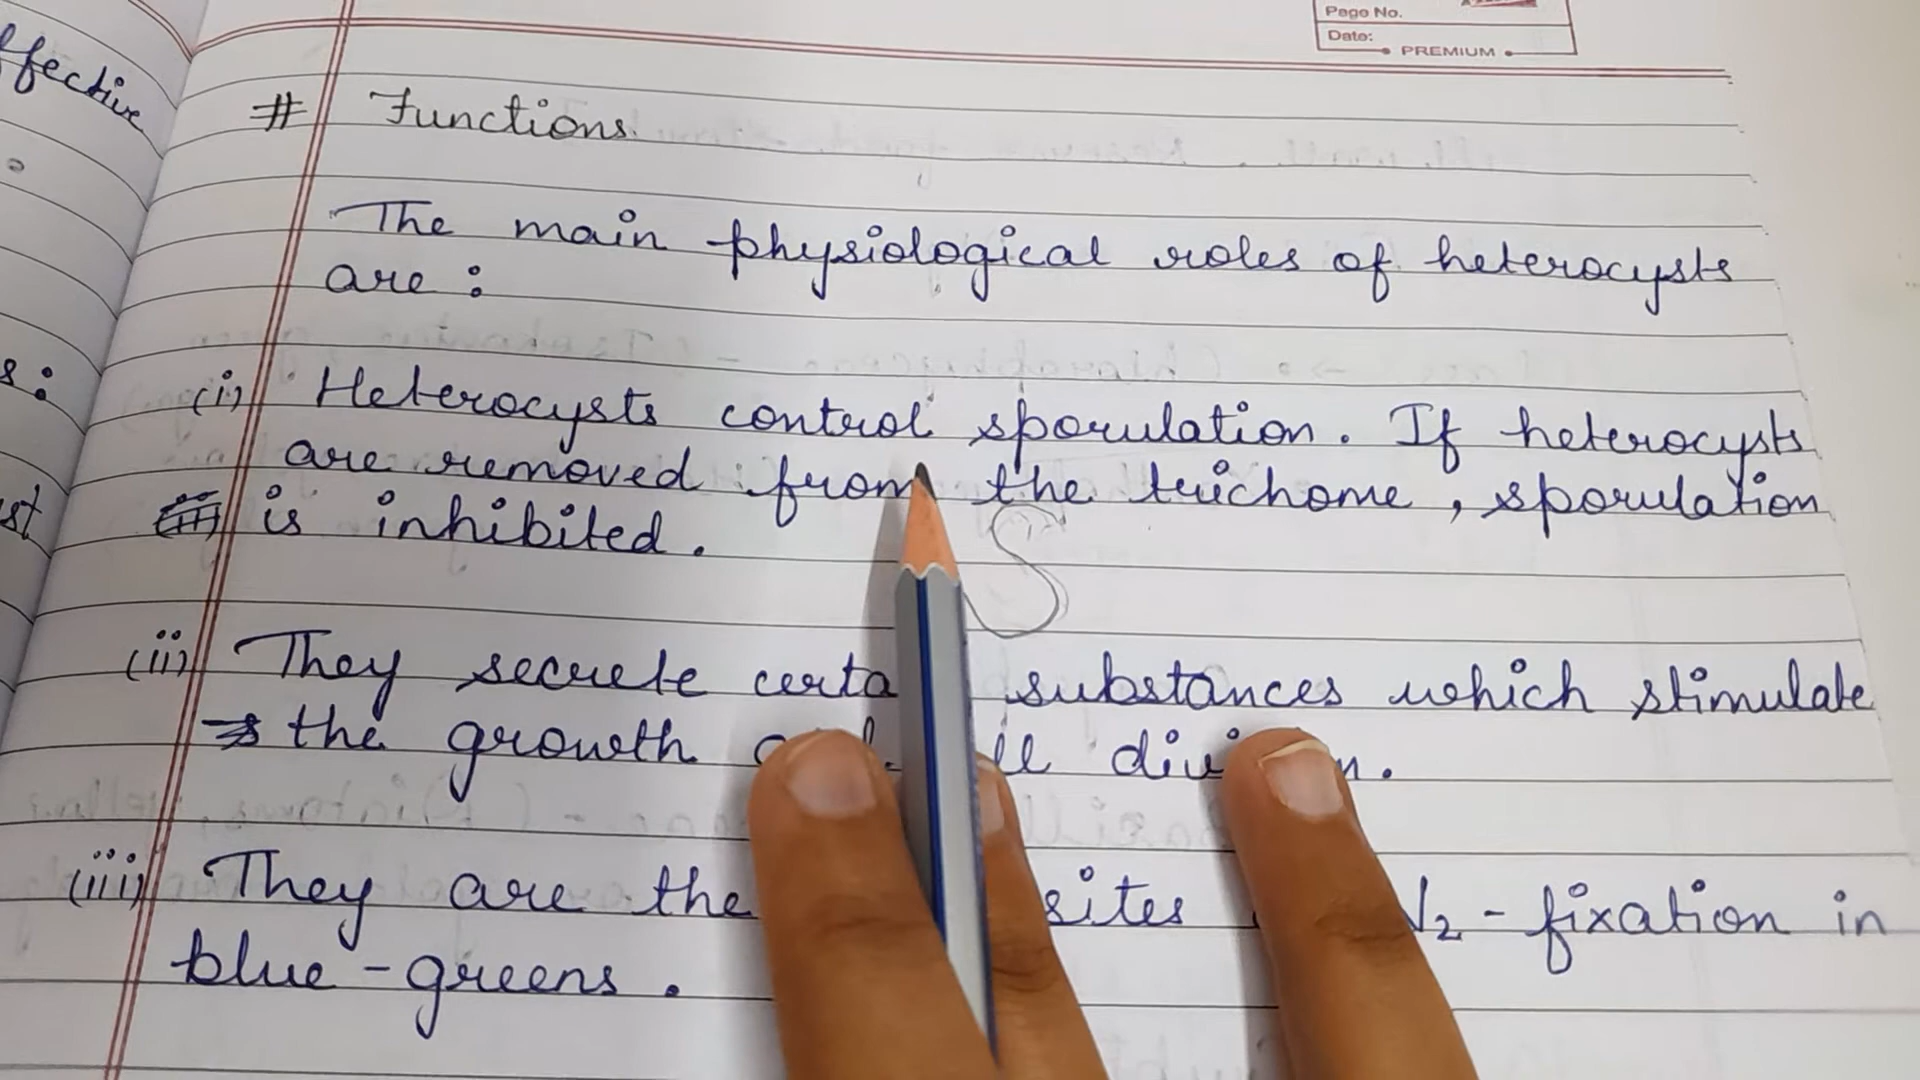 Page No.
Date:
PREMIUM
ffective
# Functions.
The main physiological roles of heterocysts
are :
s :
(i) Heterocysts control sporulation. If heterocysts
are removed from the trichome, sporulation
st
is inhibited.
S
(ii) They secrete substances which stimulate
the growth
(iii) They are the sites N2 - fixation in
blue - greens .